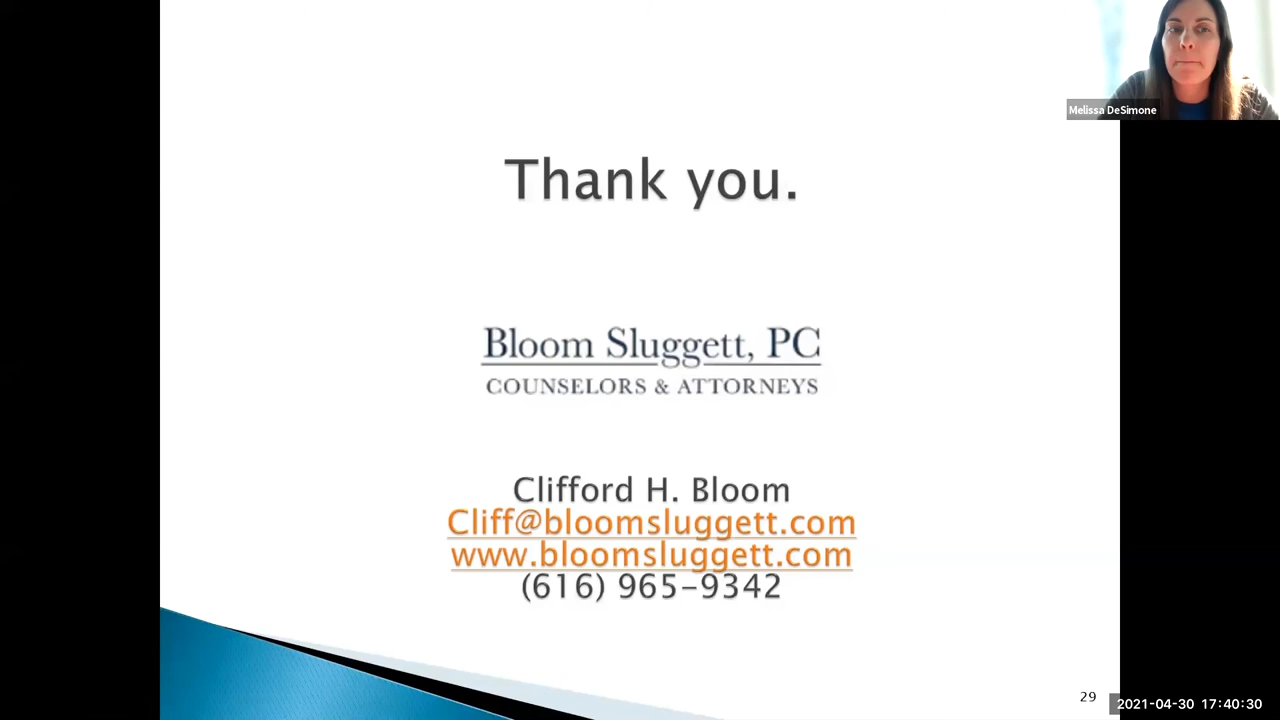 Melissa DeSimone
Thank you.
Bloom Sluggett, PC
COUNSELORS & ATTORNEYS
Clifford H. Bloom
Cliff@bloomsluggett.com
www.bloomsluggett.com
(616) 965-9342
29
2021-04-30 17:40:30